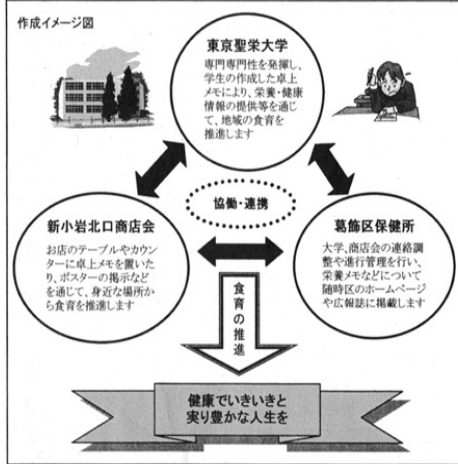 作成イメージ図
東京聖栄大学
専門専門性を発揮し、
学生の作成した卓上
メモにより、栄養・健康
情報の提供等を通じ
て、地域の食育を
推進します
協働・連携
新小岩北口商店会
お店のテーブルやカウン
ターに卓上メモを置いた
り、ポスターの掲示など
を通じて、身近な場所か
ら食育を推進します
葛飾区保健所
大学、商店会の連絡調
整や進行管理を行い、
栄養メモなどについて
随時区のホームページ
や広報誌に掲載します
食育の推進
健康でいきいきと
実り豊かな人生を